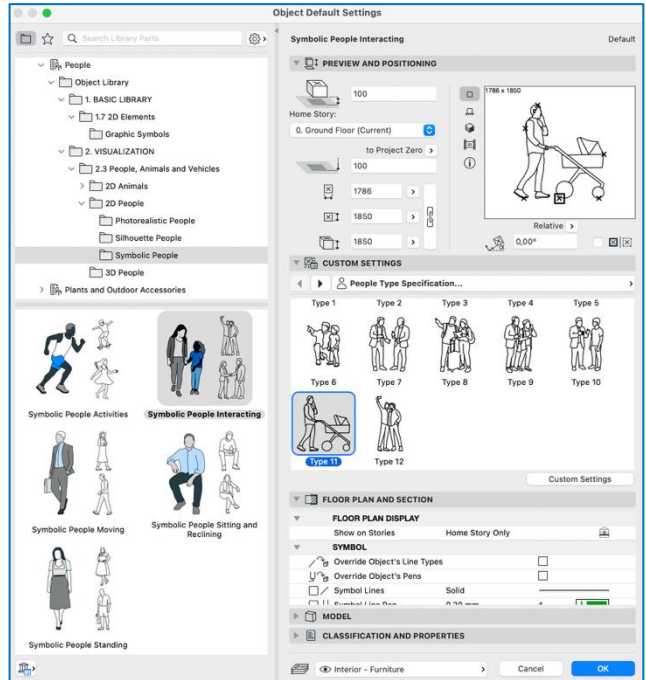 Object Default Settings
Search Library Parts
People
Object Library
1. BASIC LIBRARY
1.7 2D Elements
Graphic Symbols
2. VISUALIZATION
2.3 People, Animals and Vehicles
2D Animals
2D People
Photorealistic People
Silhouette People
Symbolic People
3D People
Plants and Outdoor Accessories
Symbolic People Activities
Symbolic People Interacting
Symbolic People Moving
Symbolic People Sitting and
Reclining
Symbolic People Standing
Symbolic People Interacting
Default
PREVIEW AND POSITIONING
100
Home Story:
0. Ground Floor (Current)
to Project Zero
100
1786
1850
1850
1786 x 1850
Relative
0,00°
CUSTOM SETTINGS
People Type Specification...
Type 1 Type 2 Type 3 Type 4 Type 5
Type 6 Type 7 Type 8 Type 9 Type 10
Type 11 Type 12
Custom Settings
FLOOR PLAN AND SECTION
FLOOR PLAN DISPLAY
Show on Stories Home Story Only
SYMBOL
Override Object's Line Types
Override Object's Pens
Symbol Lines Solid
Symbol Line Pen 0.20 mm 4
MODEL
CLASSIFICATION AND PROPERTIES
Interior - Furniture
Cancel
OK